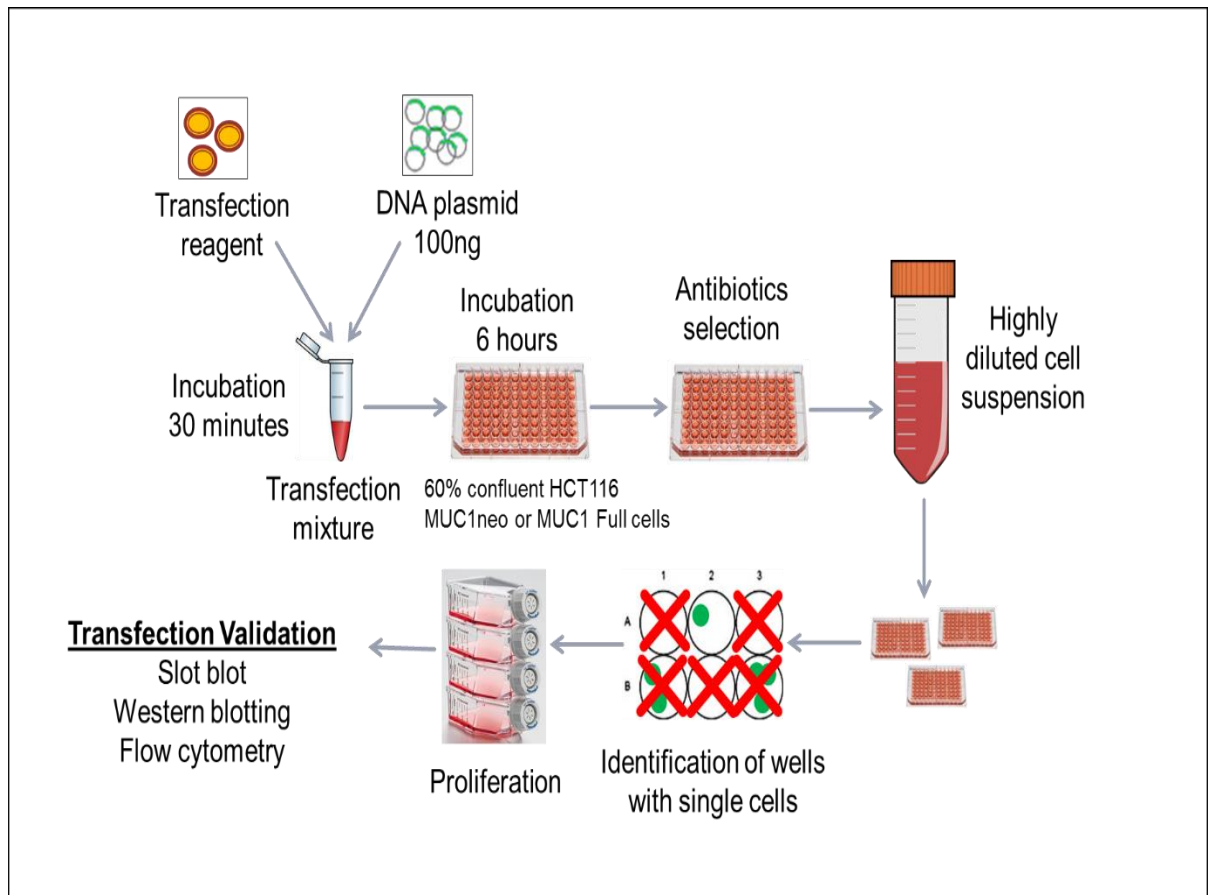 Transfection
reagent
DNA plasmid
100ng
Incubation
30 minutes
Transfection
mixture
Incubation
6 hours
60% confluent HCT116
MUC1neo or MUC1 Full cells
Antibiotics
selection
Highly
diluted cell
suspension
1 2 3
A
B
Identification of wells
with single cells
Proliferation
Transfection Validation
Slot blot
Western blotting
Flow cytometry